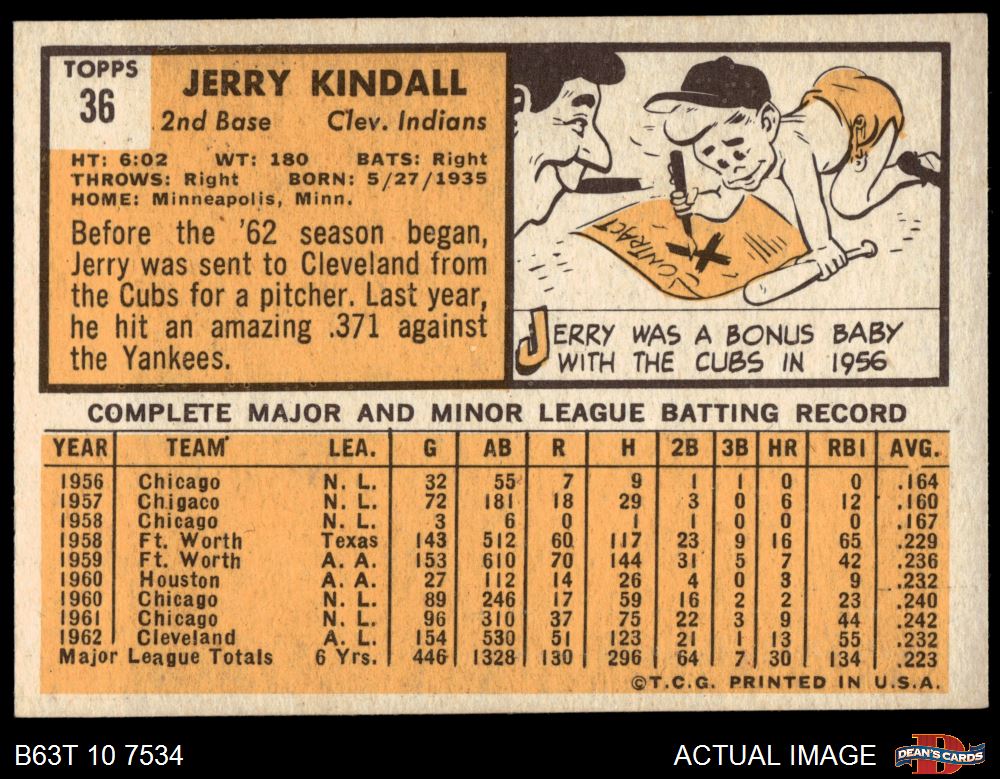 TOPPS
36
JERRY KINDALL
2nd Base Clev. Indians
HT: 6:02 WT: 180 BATS: Right
THROWS: Right BORN: 5/27/1935
HOME: Minneapolis, Minn.
Before the '62 season began,
Jerry was sent to Cleveland from
the Cubs for a pitcher. Last year,
he hit an amazing .371 against
the Yankees.
CONTRACT
X
JERRY WAS A BONUS BABY
WITH THE CUBS IN 1956
COMPLETE MAJOR AND MINOR LEAGUE BATTING RECORD
YEAR TEAM LEA. G AB R H 2B 3B HR RBI AVG.
1956 Chicago N. L. 32 55 7 9 1 1 0 0 .164
1957 Chigaco N. L. 72 181 18 29 3 0 6 12 .160
1958 Chicago N. L. 3 6 0 1 1 0 0 0 .167
1958 Ft. Worth Texas 143 512 60 117 23 9 16 65 .229
1959 Ft. Worth A. A. 153 610 70 144 31 5 7 42 .236
1960 Houston A. A. 27 112 14 26 4 0 3 9 .232
1960 Chicago N. L. 89 246 17 59 16 2 2 23 .240
1961 Chicago N. L. 96 310 37 75 22 3 9 44 .242
1962 Cleveland A. L. 154 530 51 123 21 1 13 55 .232
Major League Totals 6 Yrs. 446 1328 130 296 64 7 30 134 .223
©T.C.G. PRINTED IN U.S.A.
B63T 10 7534 ACTUAL IMAGE DEAN'S CARDS